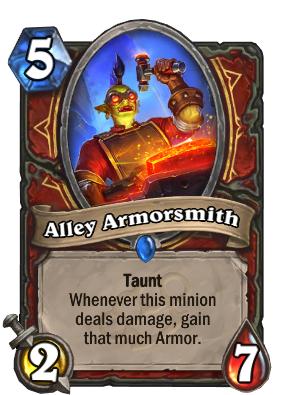 5
Alley Armorsmith
Taunt
Whenever this minion
deals damage, gain
that much Armor.
2
7